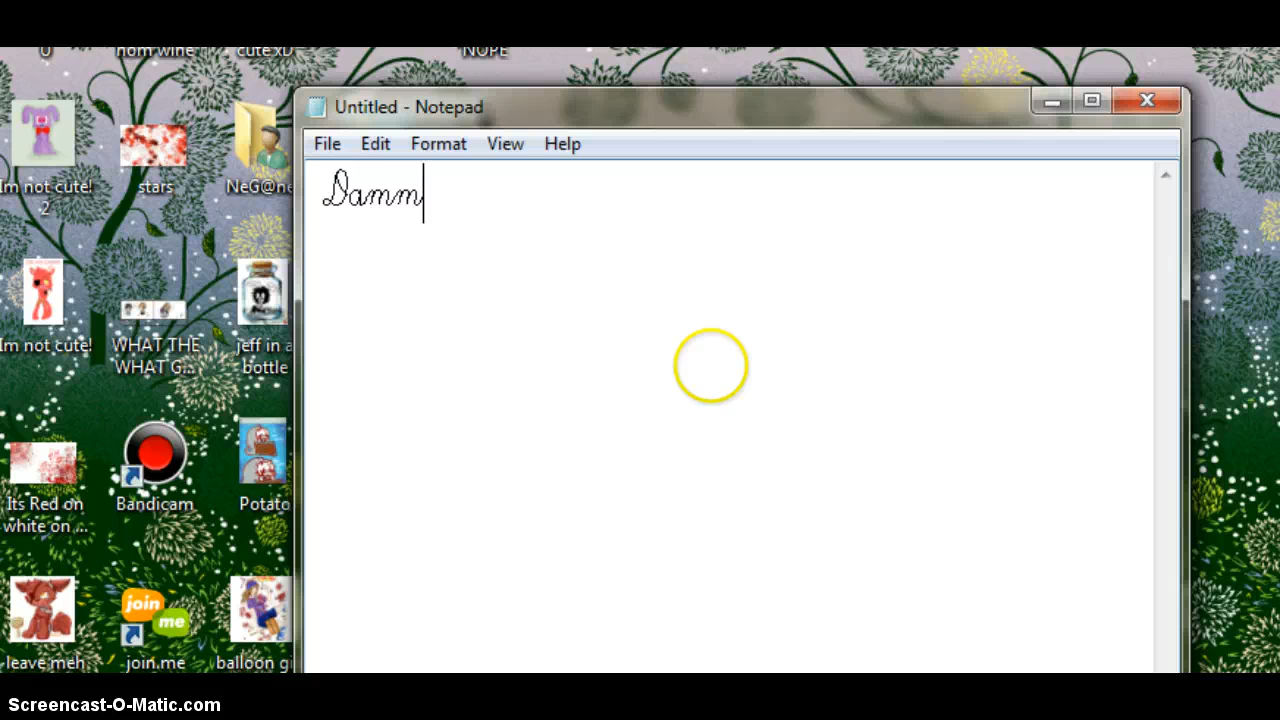 U
nom wine
cute xD
NOPE
Untitled - Notepad
File Edit Format View Help
Damm
Im not cute!
2
stars
NeG@ne
Im not cute!
WHAT THE
WHAT G...
jeff in a
bottle
Its Red on
white on ...
Bandicam
Potato
join
me
leave meh
join.me
balloon gi
Screencast-O-Matic.com